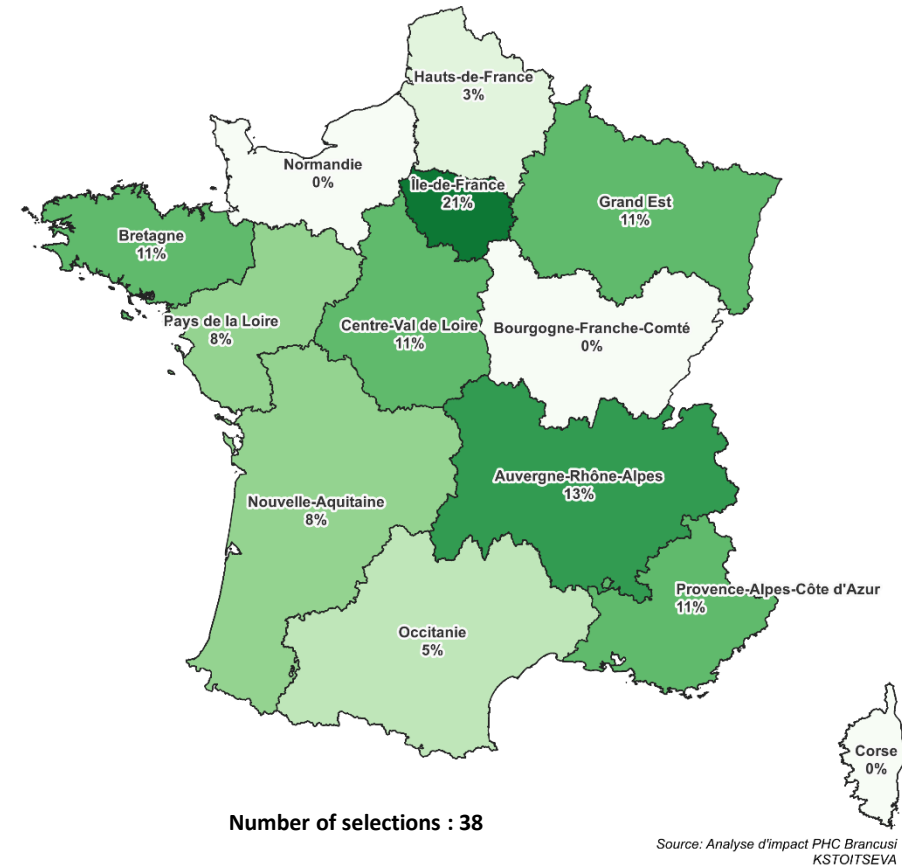 Hauts-de-France
3%
Normandie
0%
Île-de-France
21%
Grand Est
11%
Bretagne
11%
Pays de la Loire
8%
Centre-Val de Loire
11%
Bourgogne-Franche-Comté
0%
Auvergne-Rhône-Alpes
13%
Nouvelle-Aquitaine
8%
Provence-Alpes-Côte d'Azur
11%
Occitanie
5%
Corse
0%
Number of selections : 38
Source: Analyse d'impact PHC Brancusi
KSTOITSEVA